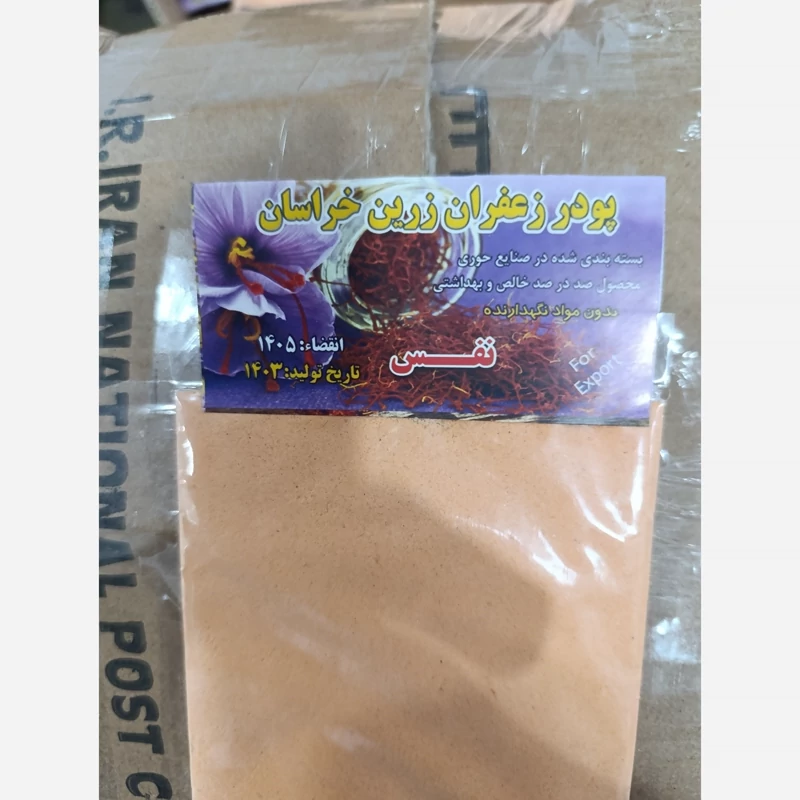 پودر زعفران زرین خراسان
بسته بندی شده در صنایع حوری
محصول صد در صد خالص و بهداشتی
بدون مواد نگهدارنده
نفــس
انقضاء: ۱۴۰۵
تاریخ تولید: ۱۴۰۳
For
Export
I.R.IRAN NATIONAL POST C